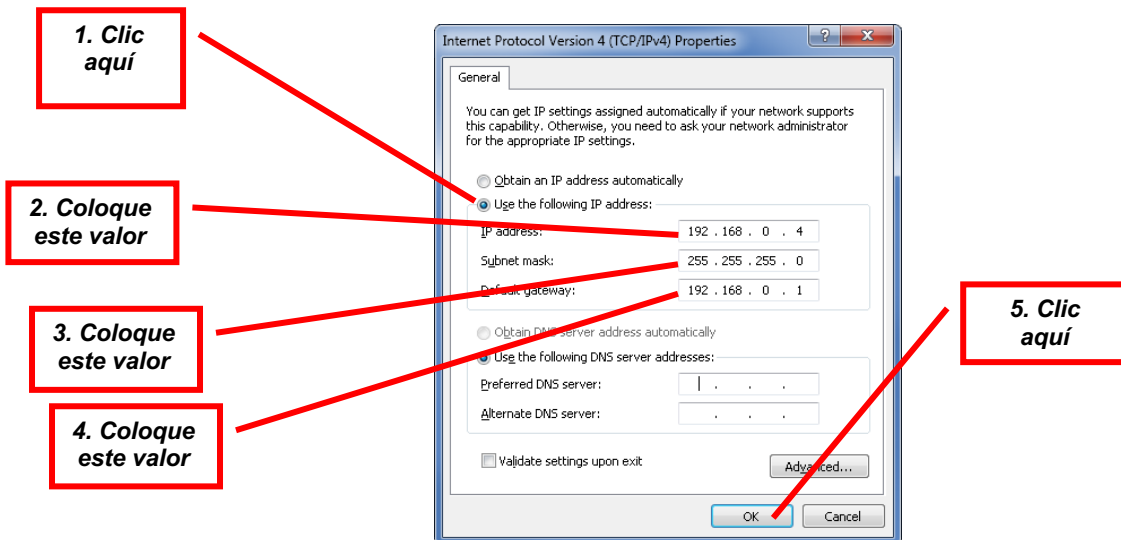 1. Clic
aquí
Internet Protocol Version 4 (TCP/IPv4) Properties
General
You can get IP settings assigned automatically if your network supports
this capability. Otherwise, you need to ask your network administrator
for the appropriate IP settings.
Obtain an IP address automatically
Use the following IP address:
2. Coloque
este valor
IP address:
192 . 168 . 0 . 4
Subnet mask:
255 . 255 . 255 . 0
Default gateway:
192 . 168 . 0 . 1
3. Coloque
este valor
5. Clic
aquí
Obtain DNS server address automatically
Use the following DNS server addresses:
Preferred DNS server:
. . .
Alternate DNS server:
. . .
4. Coloque
este valor
Validate settings upon exit
Advanced...
OK
Cancel